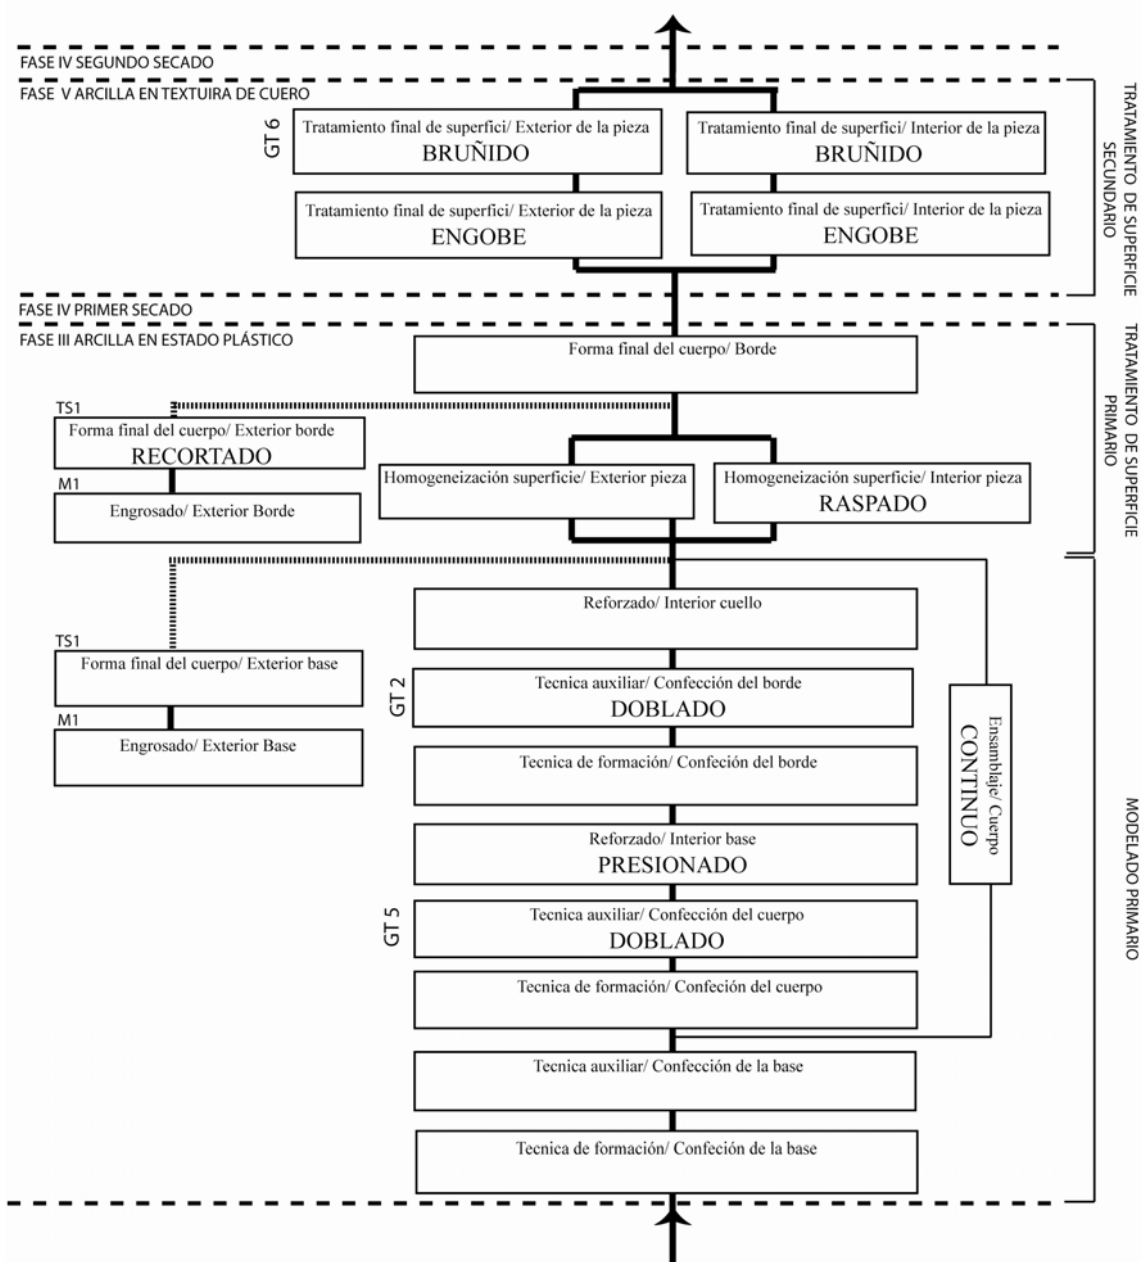 FASE IV SEGUNDO SECADO
FASE V ARCILLA EN TEXTUIRA DE CUERO
GT 6
Tratamiento final de superfici/ Exterior de la pieza
BRUÑIDO
Tratamiento final de superfici/ Interior de la pieza
BRUÑIDO
Tratamiento final de superfici/ Exterior de la pieza
ENGOBE
Tratamiento final de superfici/ Interior de la pieza
ENGOBE
TRATAMIENTO DE SUPERFICIE
SECUNDARIO
FASE IV PRIMER SECADO
FASE III ARCILLA EN ESTADO PLÁSTICO
Forma final del cuerpo/ Borde
TS1
Forma final del cuerpo/ Exterior borde
RECORTADO
M1
Engrosado/ Exterior Borde
Homogeneización superficie/ Exterior pieza
Homogeneización superficie/ Interior pieza
RASPADO
TRATAMIENTO DE SUPERFICIE
PRIMARIO
Reforzado/ Interior cuello
TS1
Forma final del cuerpo/ Exterior base
M1
Engrosado/ Exterior Base
GT 2
Tecnica auxiliar/ Confección del borde
DOBLADO
Tecnica de formación/ Confeción del borde
Reforzado/ Interior base
PRESIONADO
GT 5
Tecnica auxiliar/ Confección del cuerpo
DOBLADO
Tecnica de formación/ Confeción del cuerpo
Ensamblaje/ Cuerpo
CONTINUO
Tecnica auxiliar/ Confección de la base
Tecnica de formación/ Confeción de la base
MODELADO PRIMARIO